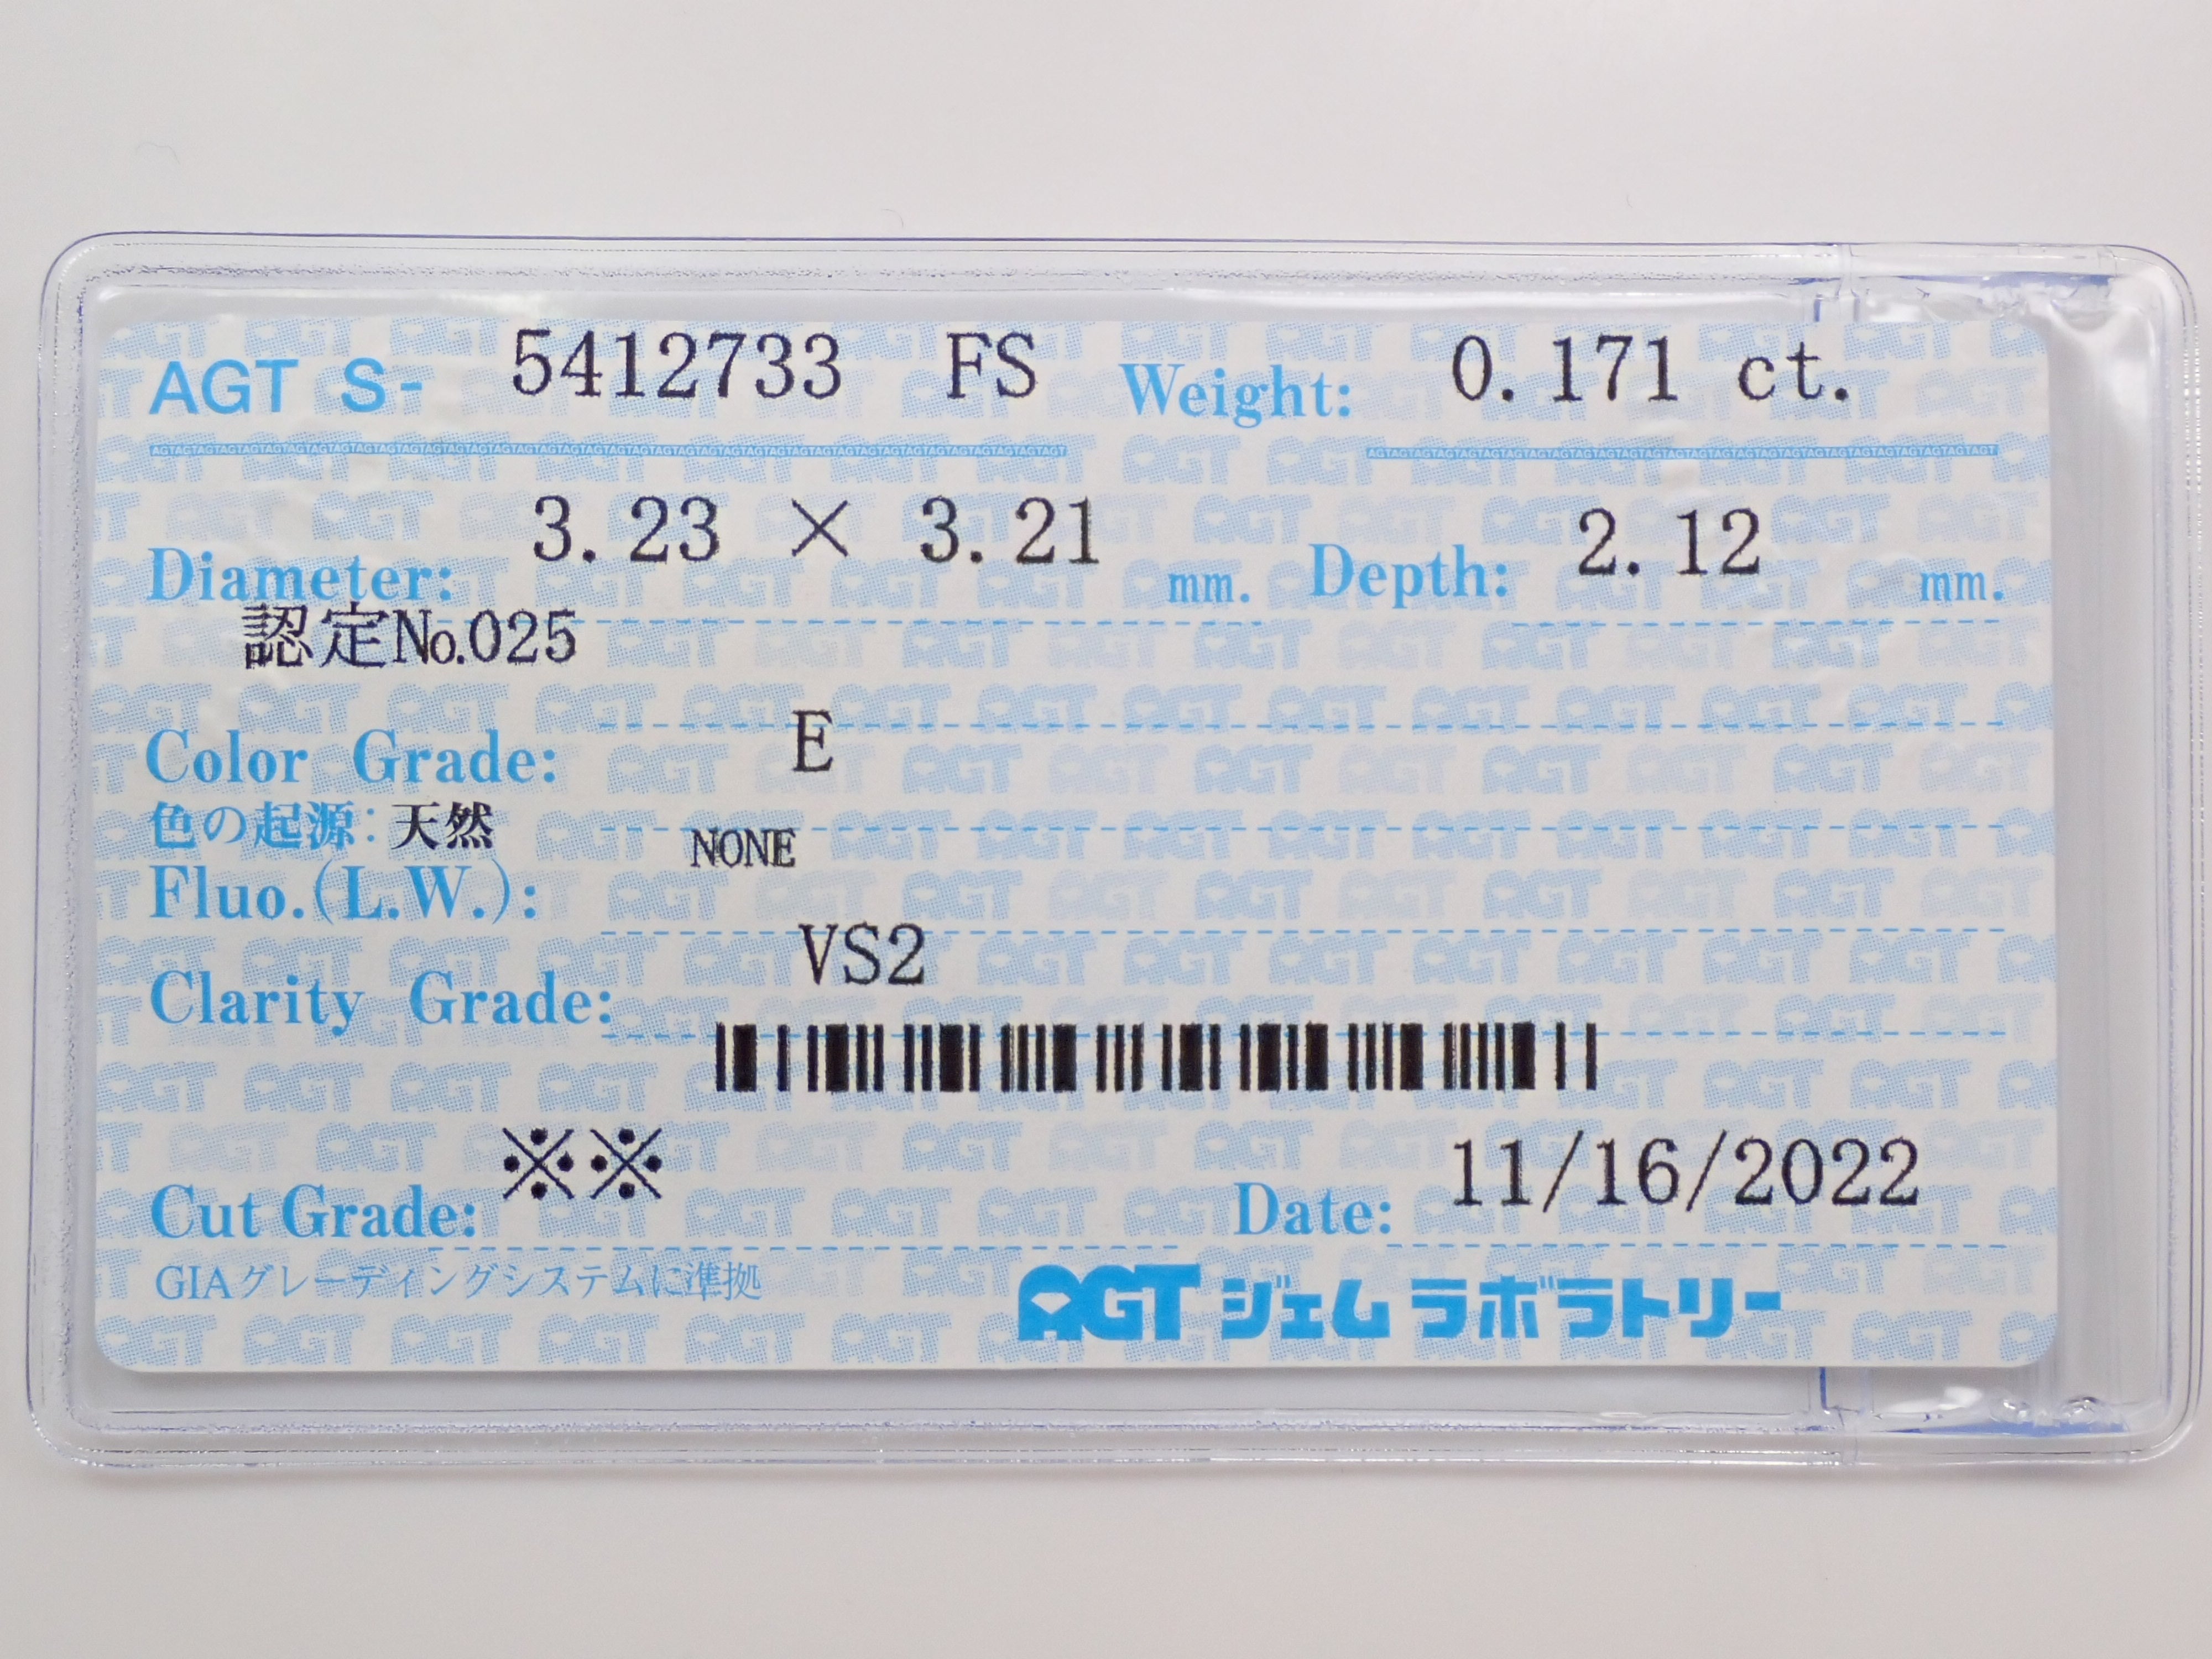 AGT S- 5412733 FS Weight: 0.171 ct.
Diameter: 3.23 × 3.21 mm. Depth: 2.12 mm.
認定№025
Color Grade: E
色の起源: 天然
Fluo.(L.W.): NONE
Clarity Grade: VS2
Cut Grade: ※※ Date: 11/16/2022
GIAグレーディングシステムに準拠
AGT ジェム ラボラトリー